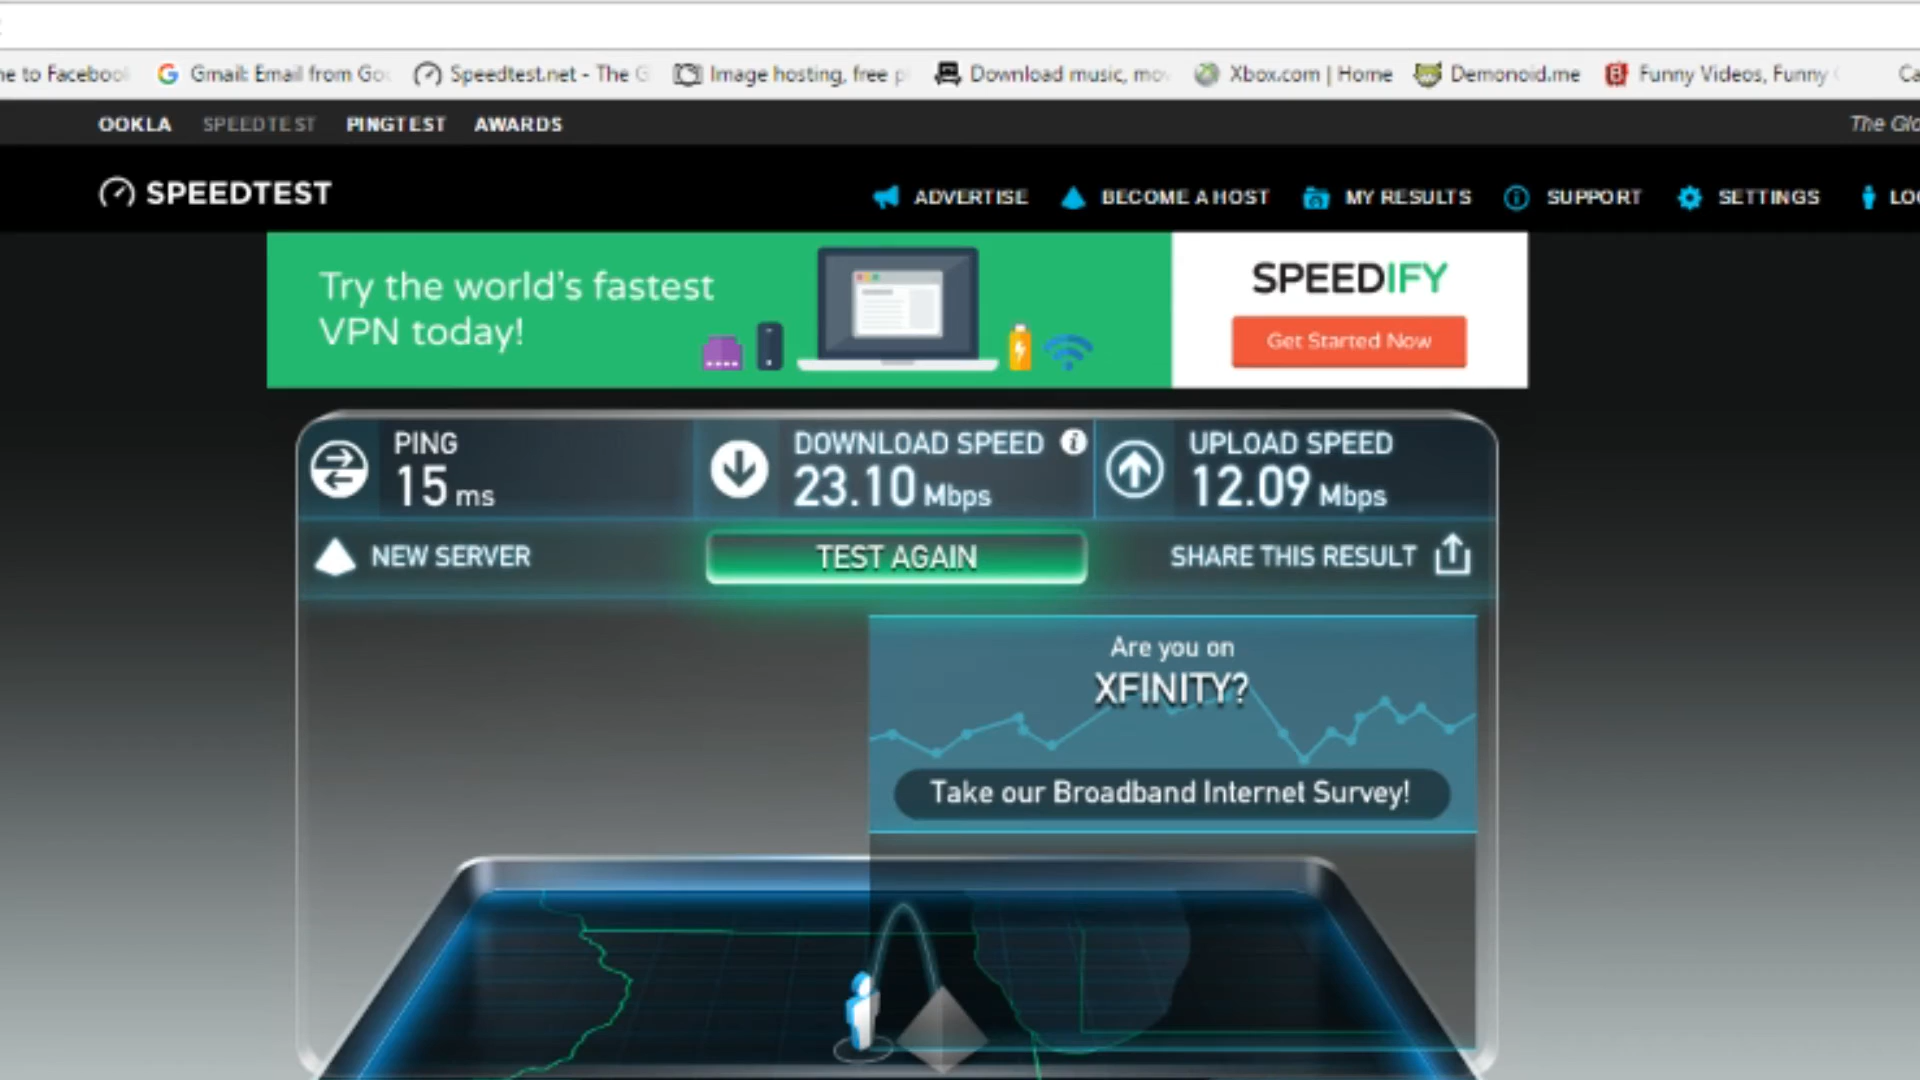 to Facebook
Gmail: Email from
Speedtest.net - The
Image hosting, free
Download music,
Xbox.com | Home
Demonoid.me
Funny Videos, Funny
OOKLA
SPEEDTEST
PINGTEST
AWARDS
The
SPEEDTEST
ADVERTISE
BECOME A HOST
MY RESULTS
SUPPORT
SETTINGS
Try the world's fastest
VPN today!
SPEEDIFY
Get Started Now
PING
15 ms
DOWNLOAD SPEED
23.10 Mbps
UPLOAD SPEED
12.09 Mbps
NEW SERVER
TEST AGAIN
SHARE THIS RESULT
Are you on
XFINITY?
Take our Broadband Internet Survey!